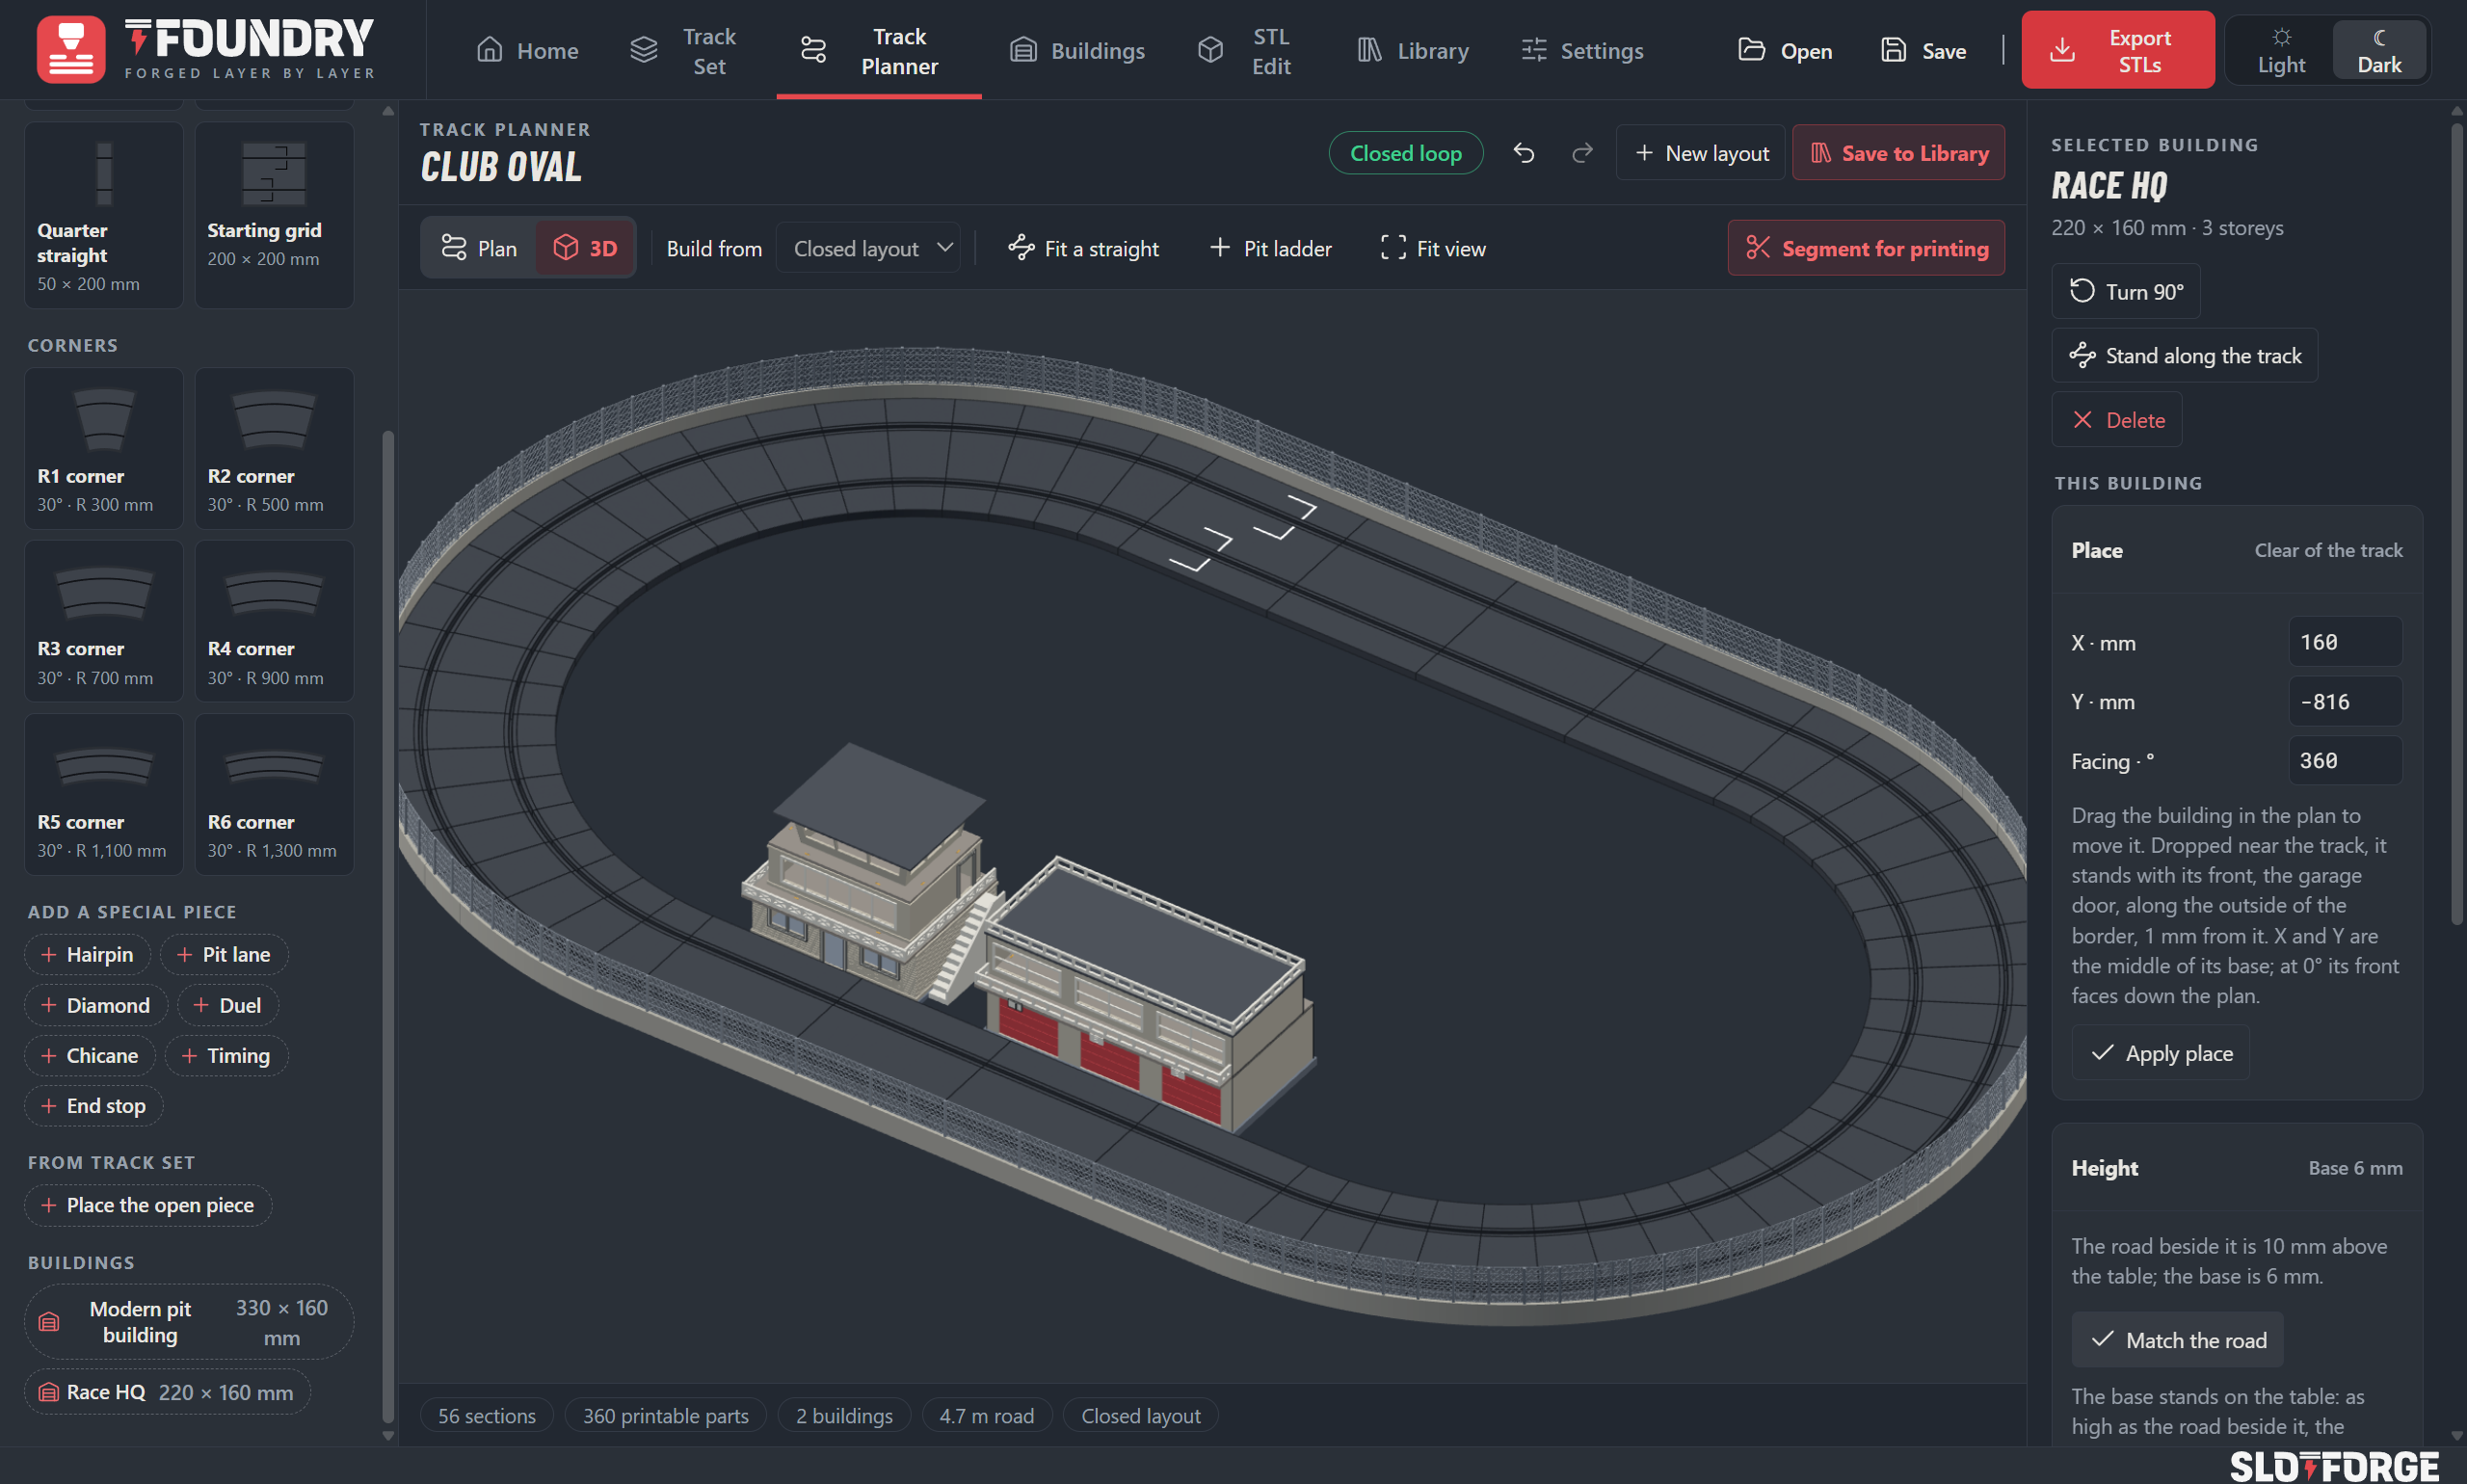 FOUNDRY
FORGED LAYER BY LAYER
Home
Track Set
Track Planner
Buildings
STL Edit
Library
Settings
Open
Save
Export STLs
Light
Dark
Quarter straight
50 × 200 mm
Starting grid
200 × 200 mm
CORNERS
R1 corner
30° · R 300 mm
R2 corner
30° · R 500 mm
R3 corner
30° · R 700 mm
R4 corner
30° · R 900 mm
R5 corner
30° · R 1,100 mm
R6 corner
30° · R 1,300 mm
ADD A SPECIAL PIECE
+ Hairpin
+ Pit lane
+ Diamond
+ Duel
+ Chicane
+ Timing
+ End stop
FROM TRACK SET
+ Place the open piece
BUILDINGS
Modern pit building
330 × 160 mm
Race HQ 220 × 160 mm
TRACK PLANNER
CLUB OVAL
Closed loop
+ New layout
Save to Library
Plan
3D
Build from
Closed layout
Fit a straight
+ Pit ladder
Fit view
Segment for printing
56 sections
360 printable parts
2 buildings
4.7 m road
Closed layout
SELECTED BUILDING
RACE HQ
220 × 160 mm · 3 storeys
Turn 90°
Stand along the track
Delete
THIS BUILDING
Place
Clear of the track
X · mm
160
Y · mm
-816
Facing · °
360
Drag the building in the plan to
move it. Dropped near the track, it
stands with its front, the garage
door, along the outside of the
border, 1 mm from it. X and Y are
the middle of its base; at 0° its front
faces down the plan.
Apply place
Height
Base 6 mm
The road beside it is 10 mm above
the table; the base is 6 mm.
Match the road
The base stands on the table: as
high as the road beside it, the
SLOTFORGE